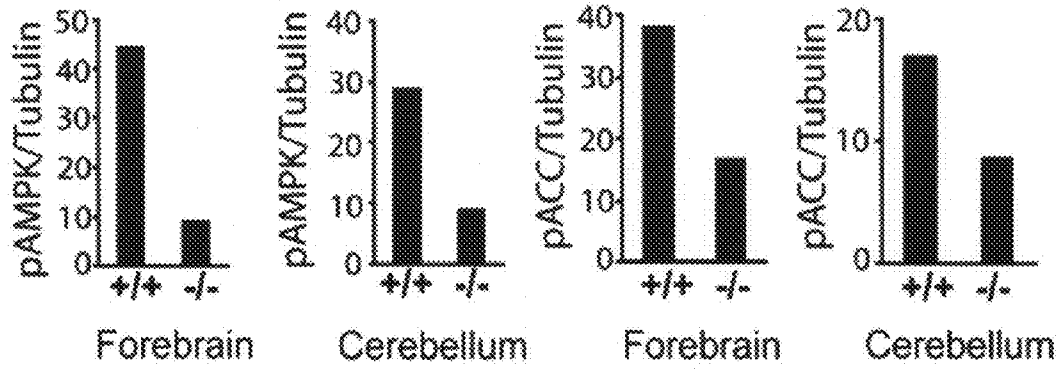 pAMPK/Tubulin
50
40
30
20
10
0
+/+ -/-
Forebrain
pAMPK/Tubulin
40
30
20
10
0
+/+ -/-
Cerebellum
pACC/Tubulin
40
30
20
10
0
+/+ -/-
Forebrain
pACC/Tubulin
20
10
0
+/+ -/-
Cerebellum